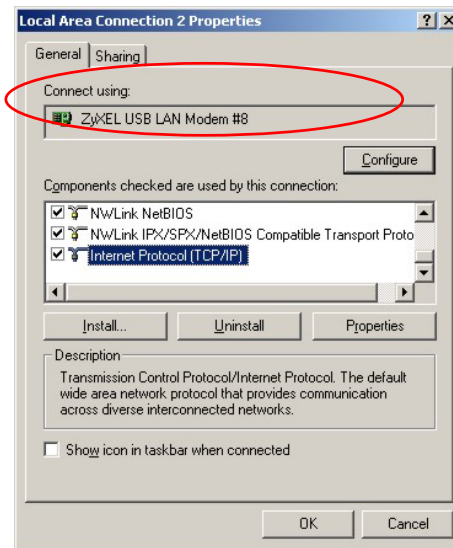 Local Area Connection 2 Properties
General Sharing
Connect using:
ZyXEL USB LAN Modem #8
Configure
Components checked are used by this connection:
NWLink NetBIOS
NWLink IPX/SPX/NetBIOS Compatible Transport Proto
Internet Protocol (TCP/IP)
Install... Uninstall Properties
Description
Transmission Control Protocol/Internet Protocol. The default
wide area network protocol that provides communication
across diverse interconnected networks.
Show icon in taskbar when connected
OK Cancel